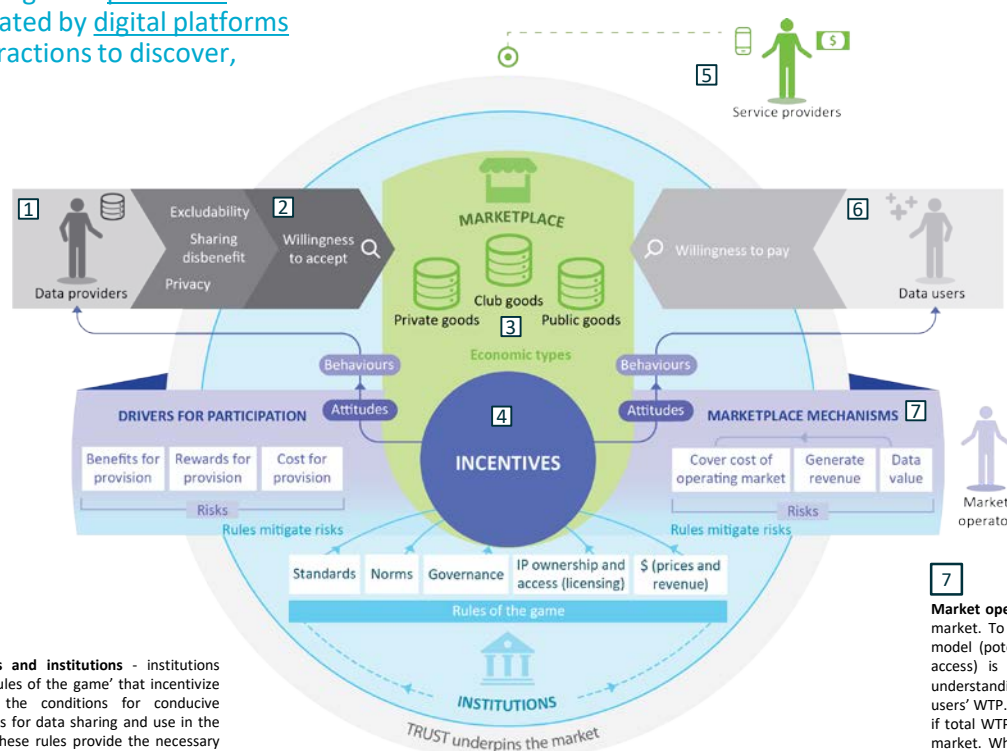 ated by digital platforms
ractions to discover,
5
Service providers
1
Data providers
Excludability
Sharing
disbenefit
Privacy
2
Willingness
to accept
MARKETPLACE
Private goods
Club goods
Public goods
3
Economic types
Willingness to pay
6
Data users
Behaviours
Attitudes
Behaviours
Attitudes
4
INCENTIVES
DRIVERS FOR PARTICIPATION
Benefits for
provision
Rewards for
provision
Cost for
provision
Risks
Rules mitigate risks
MARKETPLACE MECHANISMS
7
Cover cost of
operating market
Generate
revenue
Data
value
Risks
Rules mitigate risks
Market
operato
Standards
Norms
Governance
IP ownership and
access (licensing)
$ (prices and
revenue)
Rules of the game
INSTITUTIONS
TRUST underpins the market
s and institutions - institutions
ules of the game’ that incentivize
the conditions for conducive
s for data sharing and use in the
hese rules provide the necessary
7
Market ope
market. To
model (pot
access) is
understandi
users’ WTP.
if total WTP
market. Wh